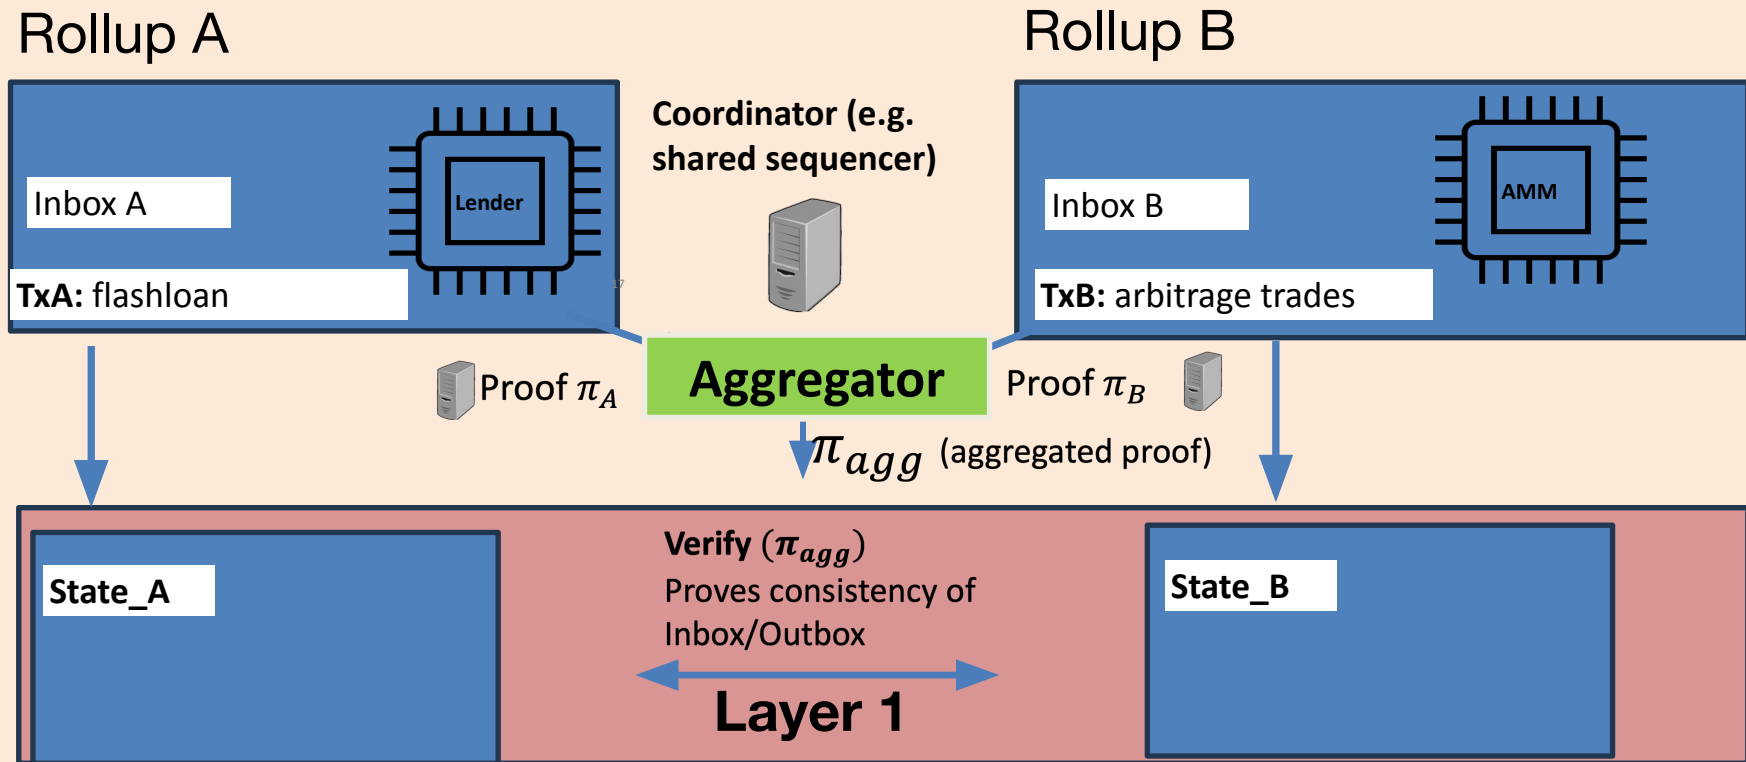 Rollup A
Rollup B
Coordinator (e.g.
shared sequencer)
Inbox A
Lender
Inbox B
AMM
TxA: flashloan
17
TxB: arbitrage trades
Proof π_A
Aggregator
Proof π_B
π_agg (aggregated proof)
Verify (π_agg)
Proves consistency of
Inbox/Outbox
State_A
State_B
Layer 1